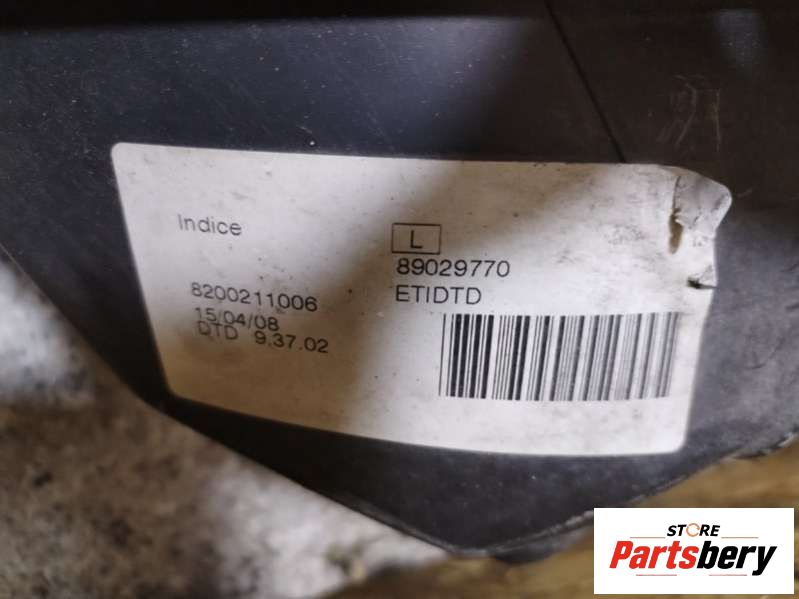 Indice
L
89029770
8200211006
ETIDTD
15/04/08
DTD 9.37.02
STORE
Partsbery